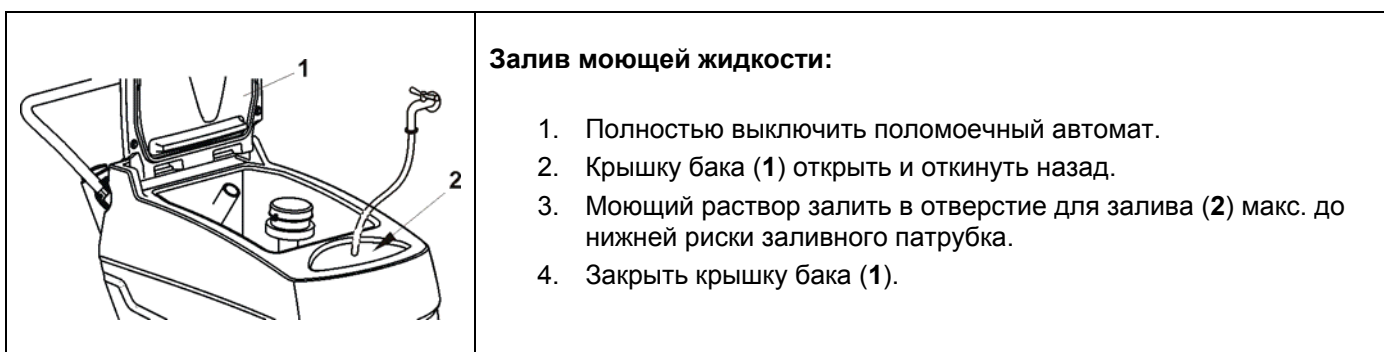 1
2
Залив моющей жидкости:
1. Полностью выключить поломоечный автомат.
2. Крышку бака (1) открыть и откинуть назад.
3. Моющий раствор залить в отверстие для залива (2) макс. до
нижней риски заливного патрубка.
4. Закрыть крышку бака (1).